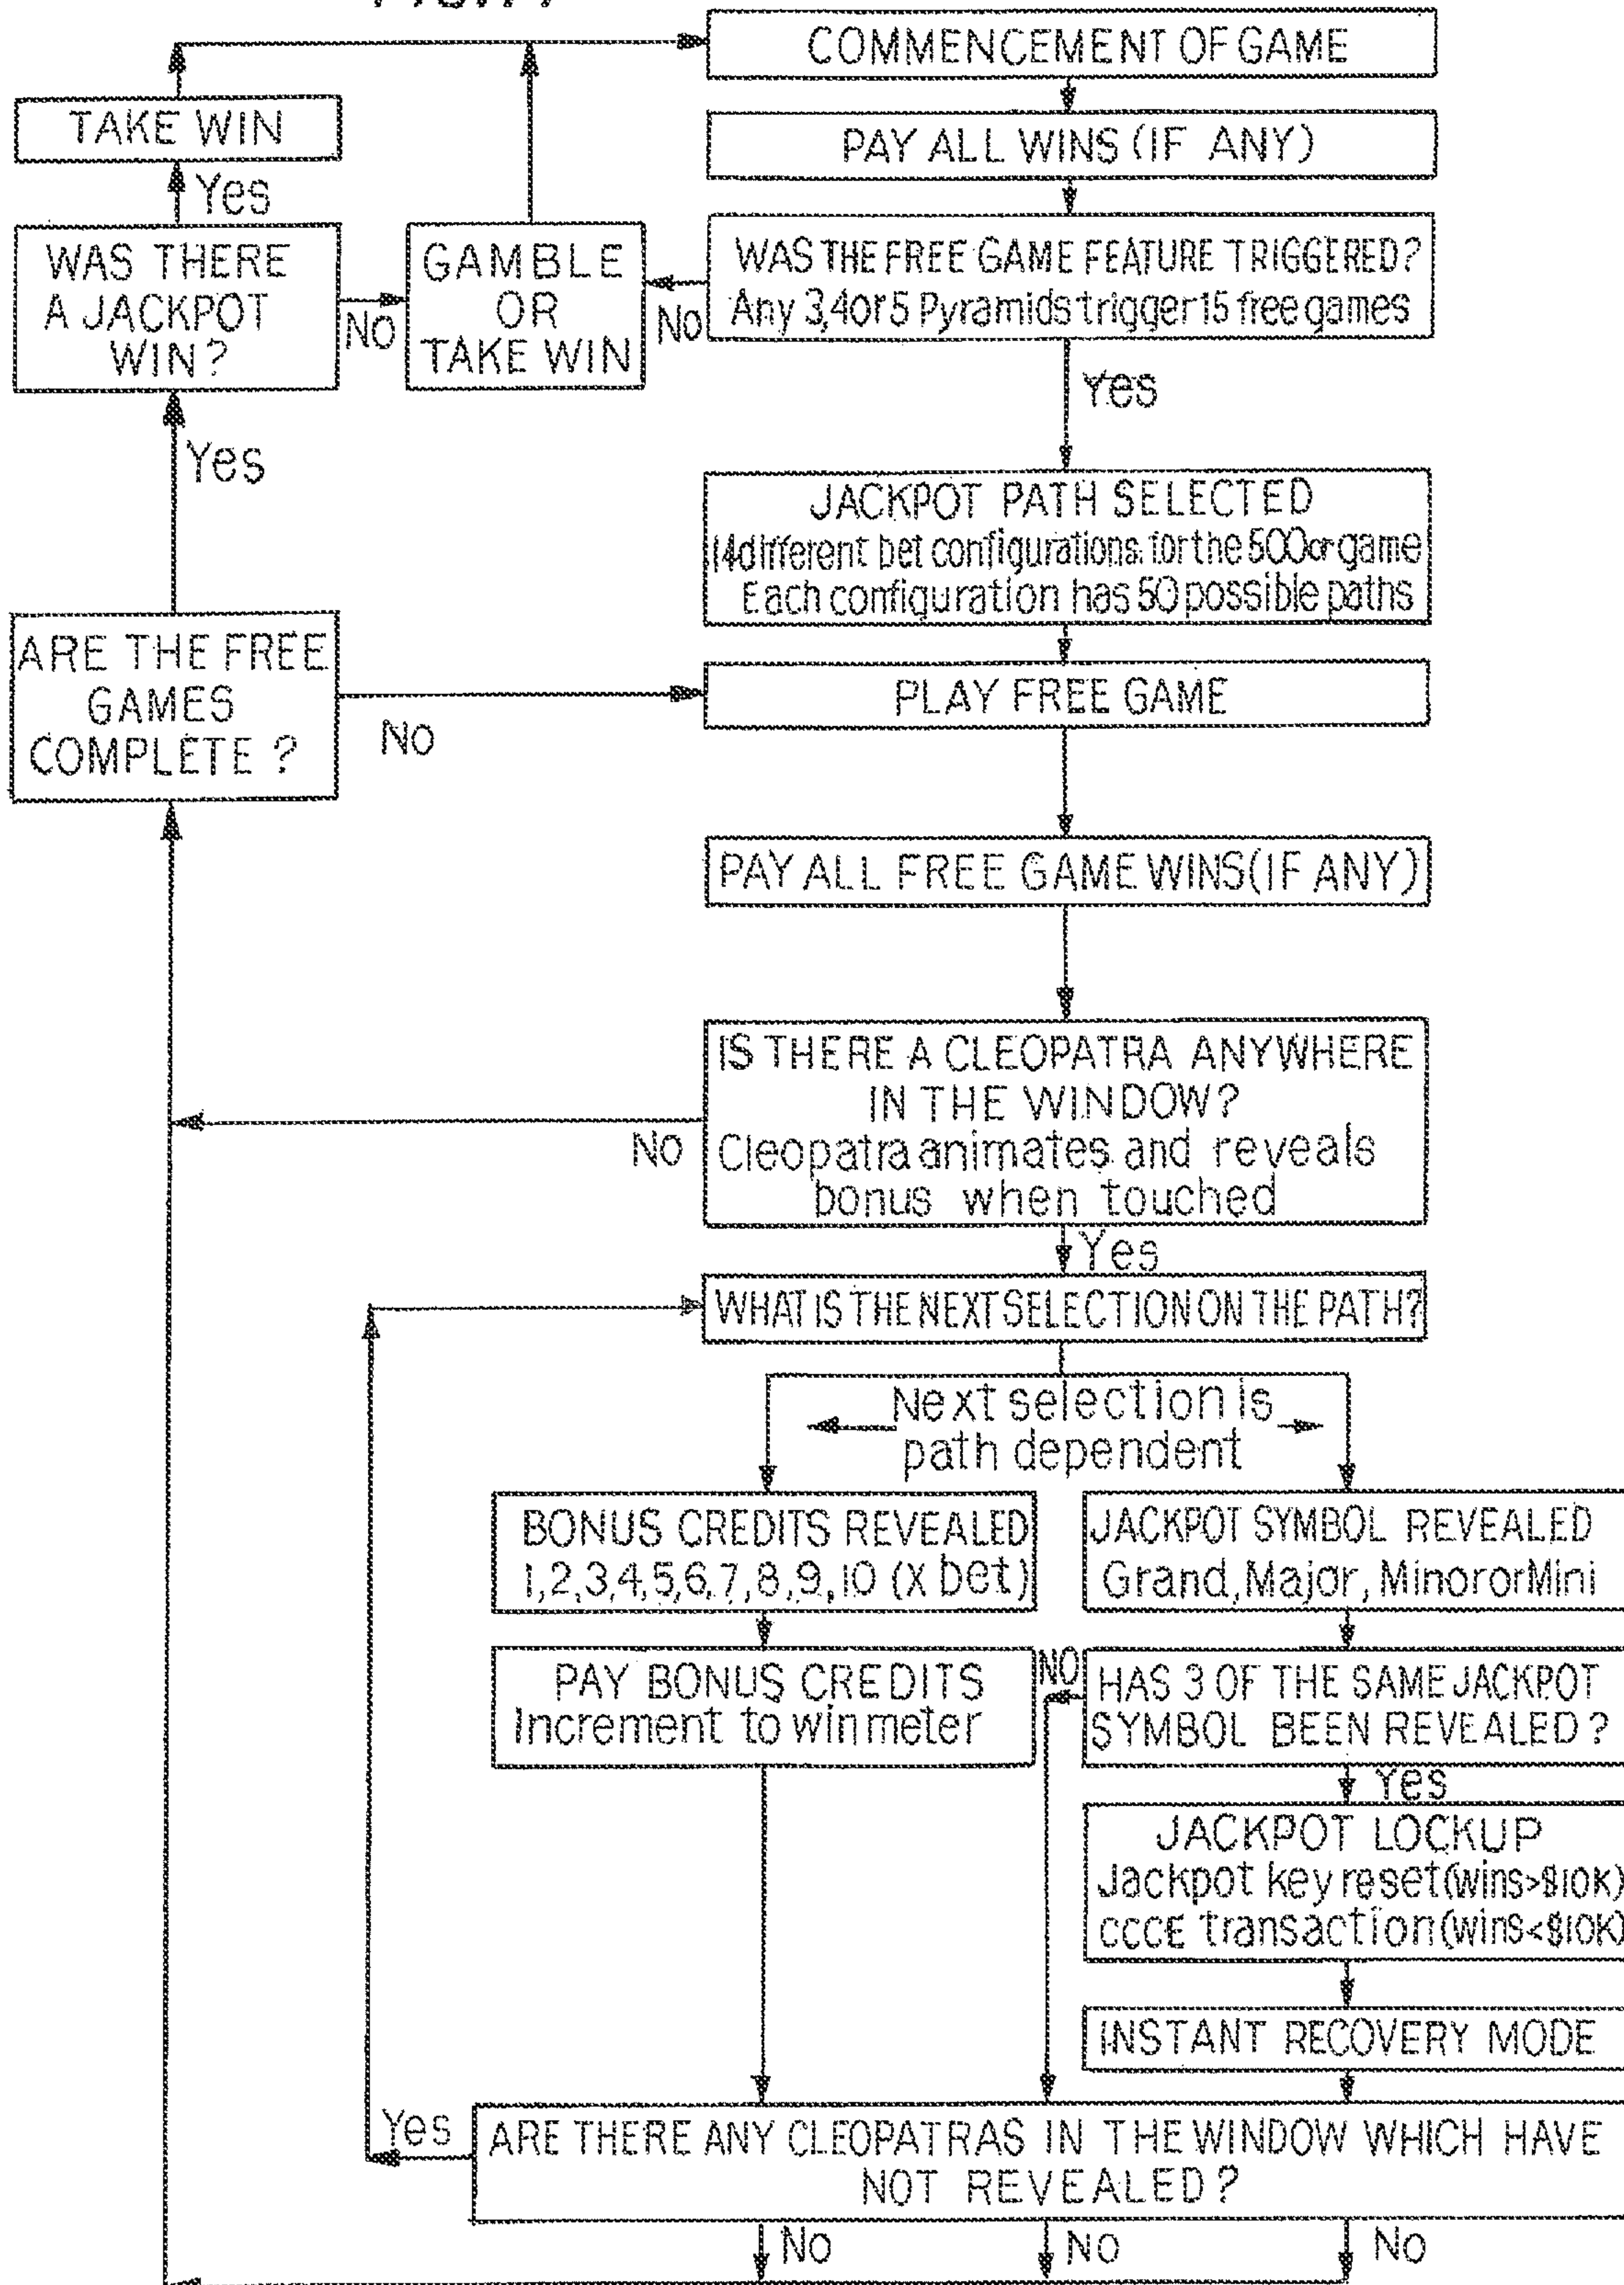 COMMENCEMENT OF GAME
TAKE WIN
PAY ALL WINS (IF ANY)
Yes
WAS THERE
A JACKPOT
WIN?
No
GAMBLE
OR
TAKE WIN
No
WAS THE FREE GAME FEATURE TRIGGERED?
Any 3,4 or 5 Pyramids trigger 15 free games
Yes
Yes
JACKPOT PATH SELECTED
14 different bet configurations for the 500cr game
Each configuration has 50 possible paths
ARE THE FREE
GAMES
COMPLETE ?
No
PLAY FREE GAME
PAY ALL FREE GAME WINS(IF ANY)
IS THERE A CLEOPATRA ANYWHERE
IN THE WINDOW?
Cleopatra animates and reveals
bonus when touched
No
Yes
WHAT IS THE NEXT SELECTION ON THE PATH?
Next selection is
path dependent
BONUS CREDITS REVEALED
1,2,3,4,5,6,7,8,9,10 (X bet)
JACKPOT SYMBOL REVEALED
Grand, Major, Minor or Mini
PAY BONUS CREDITS
Increment to win meter
NO
HAS 3 OF THE SAME JACKPOT
SYMBOL BEEN REVEALED ?
Yes
JACKPOT LOCKUP
Jackpot key reset(wins>$10K)
CCCE transaction(wins<$10K)
INSTANT RECOVERY MODE
Yes
ARE THERE ANY CLEOPATRAS IN THE WINDOW WHICH HAVE
NOT REVEALED ?
No
No
No